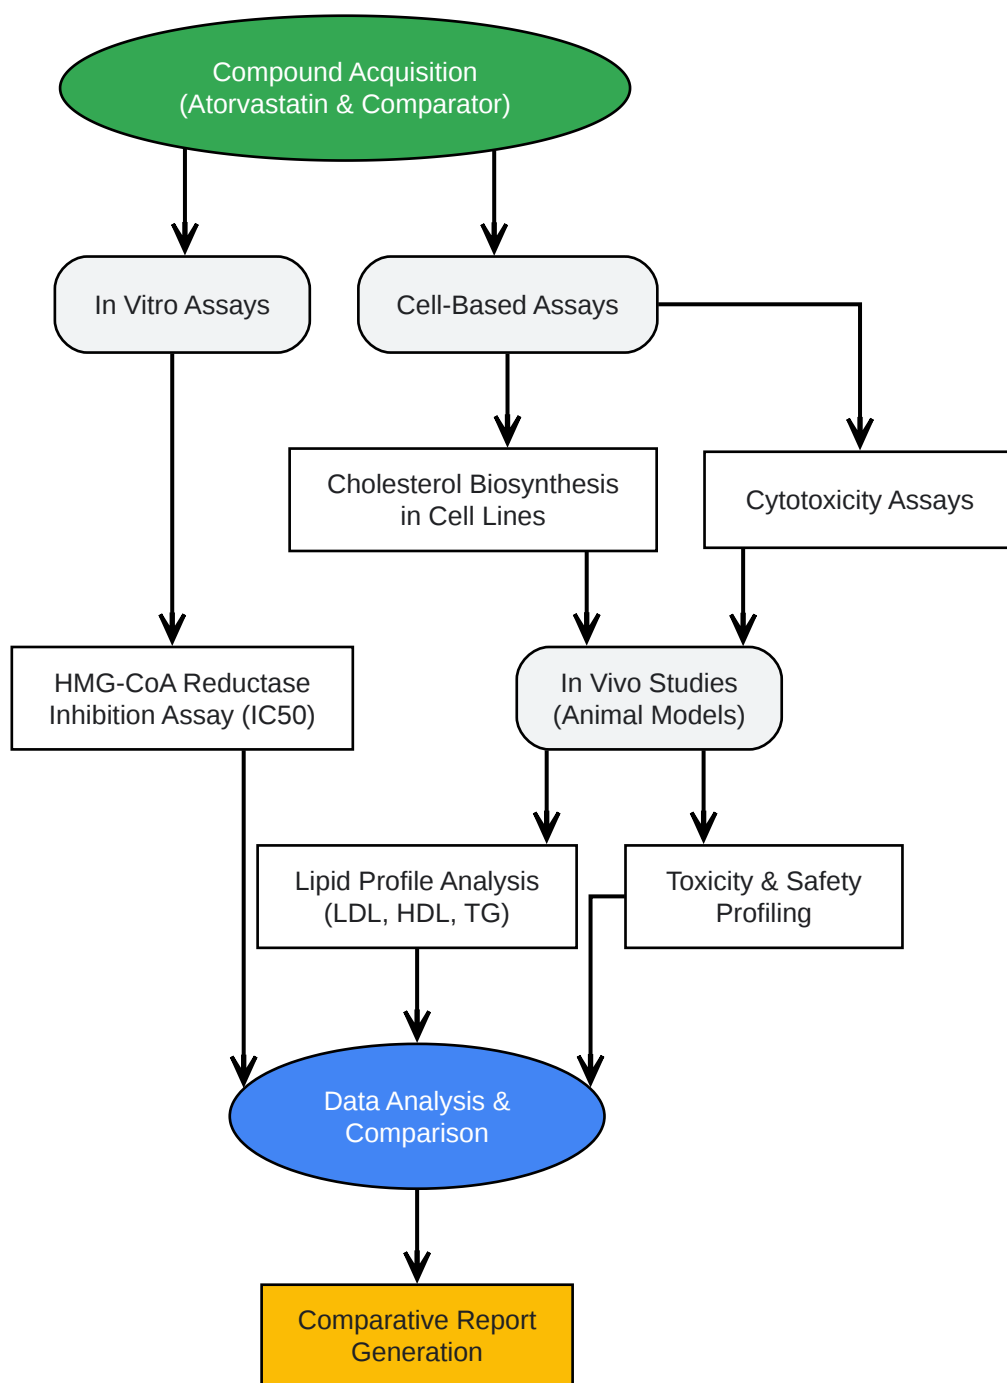 Compound Acquisition
(Atorvastatin & Comparator)
In Vitro Assays
Cell-Based Assays
Cholesterol Biosynthesis
in Cell Lines
Cytotoxicity Assays
HMG-CoA Reductase
Inhibition Assay (IC50)
In Vivo Studies
(Animal Models)
Lipid Profile Analysis
(LDL, HDL, TG)
Toxicity & Safety
Profiling
Data Analysis &
Comparison
Comparative Report
Generation